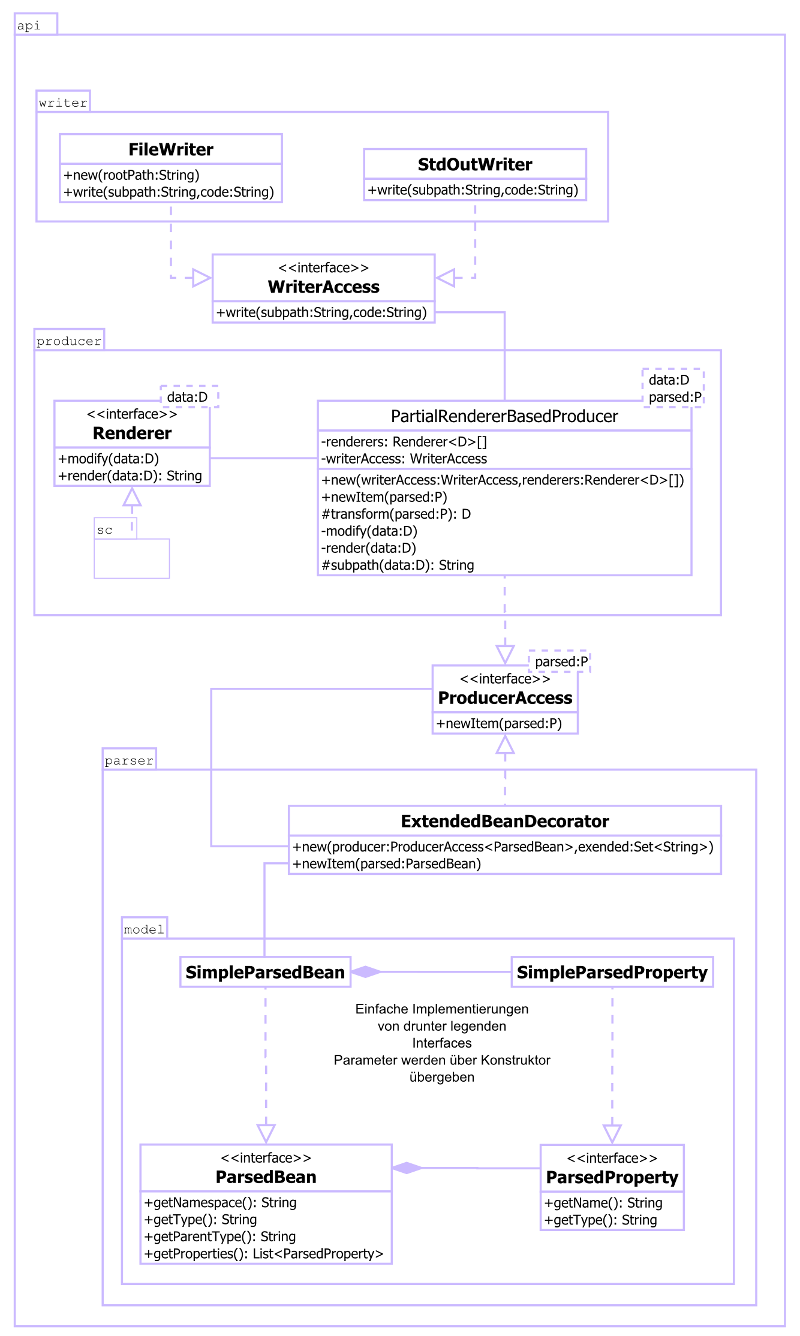 api
writer
FileWriter
+new(rootPath:String)
+write(subpath:String,code:String)
StdOutWriter
+write(subpath:String,code:String)
<<interface>>
WriterAccess
+write(subpath:String,code:String)
producer
data:D
<<interface>>
Renderer
+modify(data:D)
+render(data:D): String
sc
data:D
parsed:P
PartialRendererBasedProducer
-renderers: Renderer<D>[]
-writerAccess: WriterAccess
+new(writerAccess:WriterAccess,renderers:Renderer<D>[])
+newItem(parsed:P)
#transform(parsed:P): D
-modify(data:D)
-render(data:D)
#subpath(data:D): String
parsed:P
<<interface>>
ProducerAccess
+newItem(parsed:P)
parser
ExtendedBeanDecorator
+new(producer:ProducerAccess<ParsedBean>,exended:Set<String>)
+newItem(parsed:ParsedBean)
model
SimpleParsedBean
SimpleParsedProperty
Einfache Implementierungen
von drunter legenden
Interfaces
Parameter werden über Konstruktor
übergeben
<<interface>>
ParsedBean
+getNamespace(): String
+getType(): String
+getParentType(): String
+getProperties(): List<ParsedProperty>
<<interface>>
ParsedProperty
+getName(): String
+getType(): String